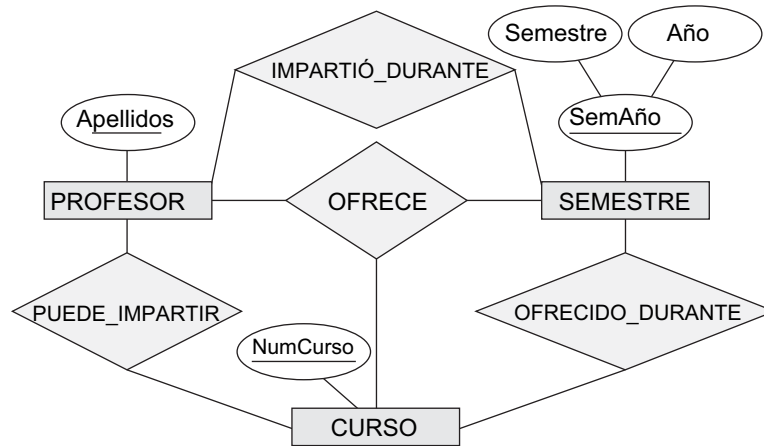 Semestre
Año
IMPARTIÓ_DURANTE
Apellidos
SemAño
PROFESOR
OFRECE
SEMESTRE
PUEDE_IMPARTIR
OFRECIDO_DURANTE
NumCurso
CURSO